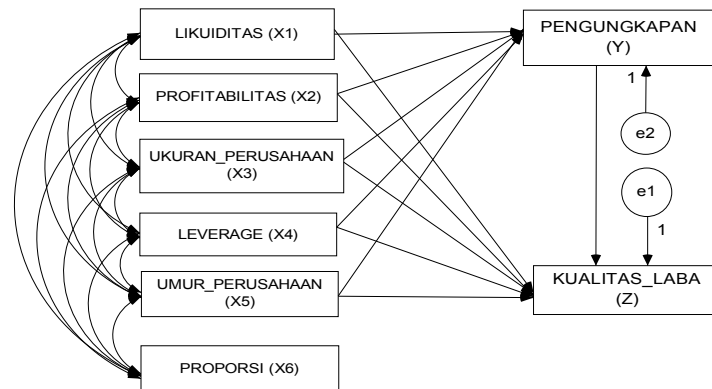 LIKUIDITAS (X1)
PROFITABILITAS (X2)
UKURAN_PERUSAHAAN
(X3)
LEVERAGE (X4)
UMUR_PERUSAHAAN
(X5)
PROPORSI (X6)
PENGUNGKAPAN
(Y)
1
e2
e1
1
KUALITAS_LABA
(Z)